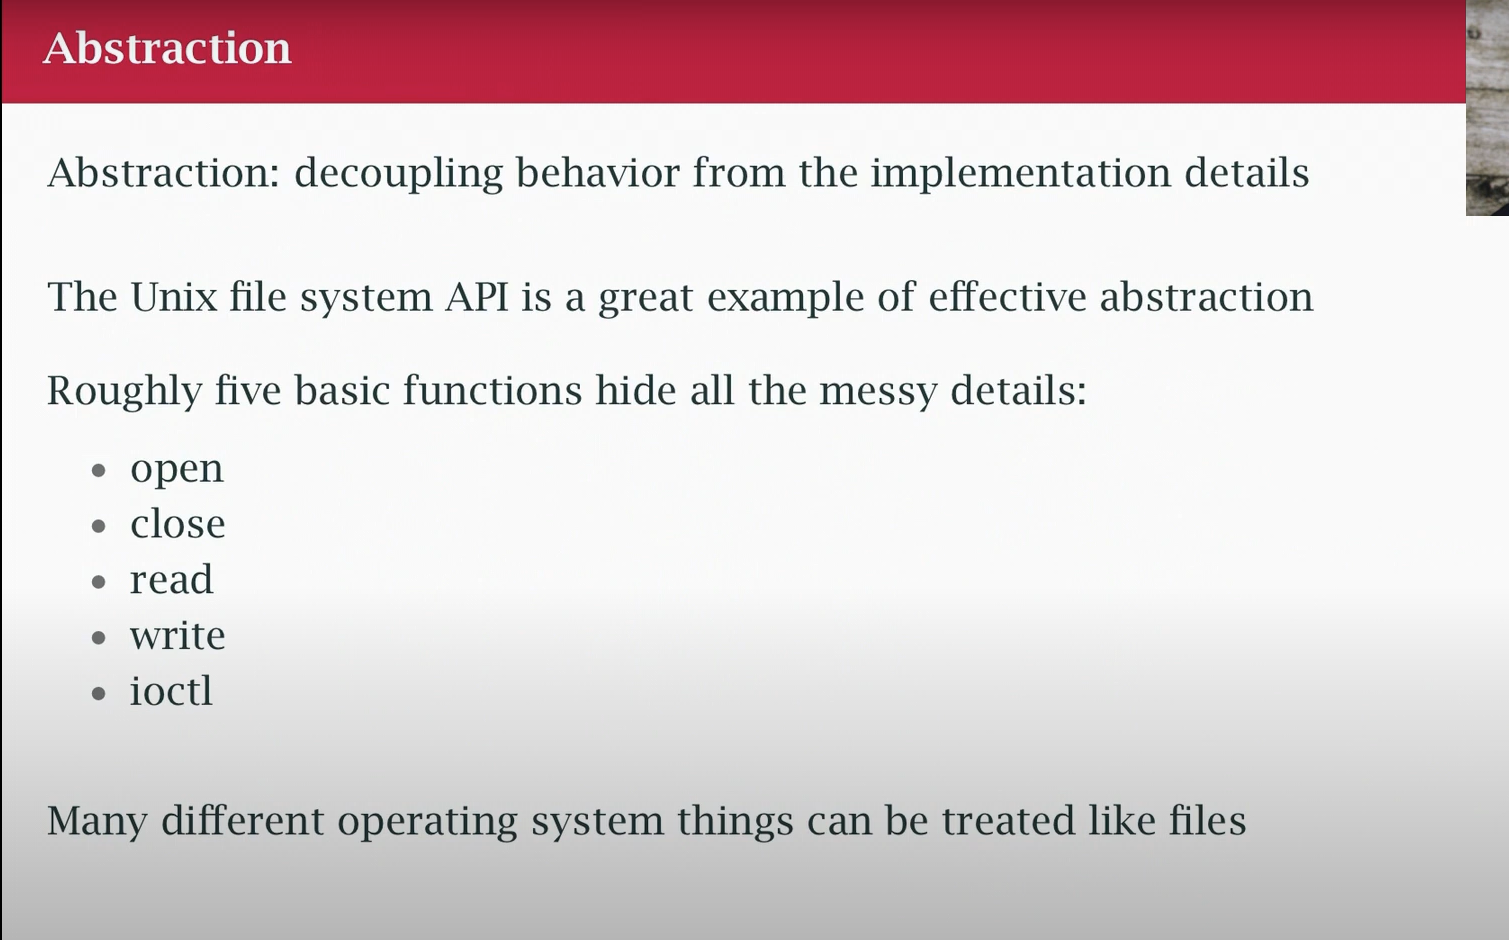 Abstraction
Abstraction: decoupling behavior from the implementation details
The Unix file system API is a great example of effective abstraction
Roughly five basic functions hide all the messy details:
• open
• close
• read
• write
• ioctl
Many different operating system things can be treated like files